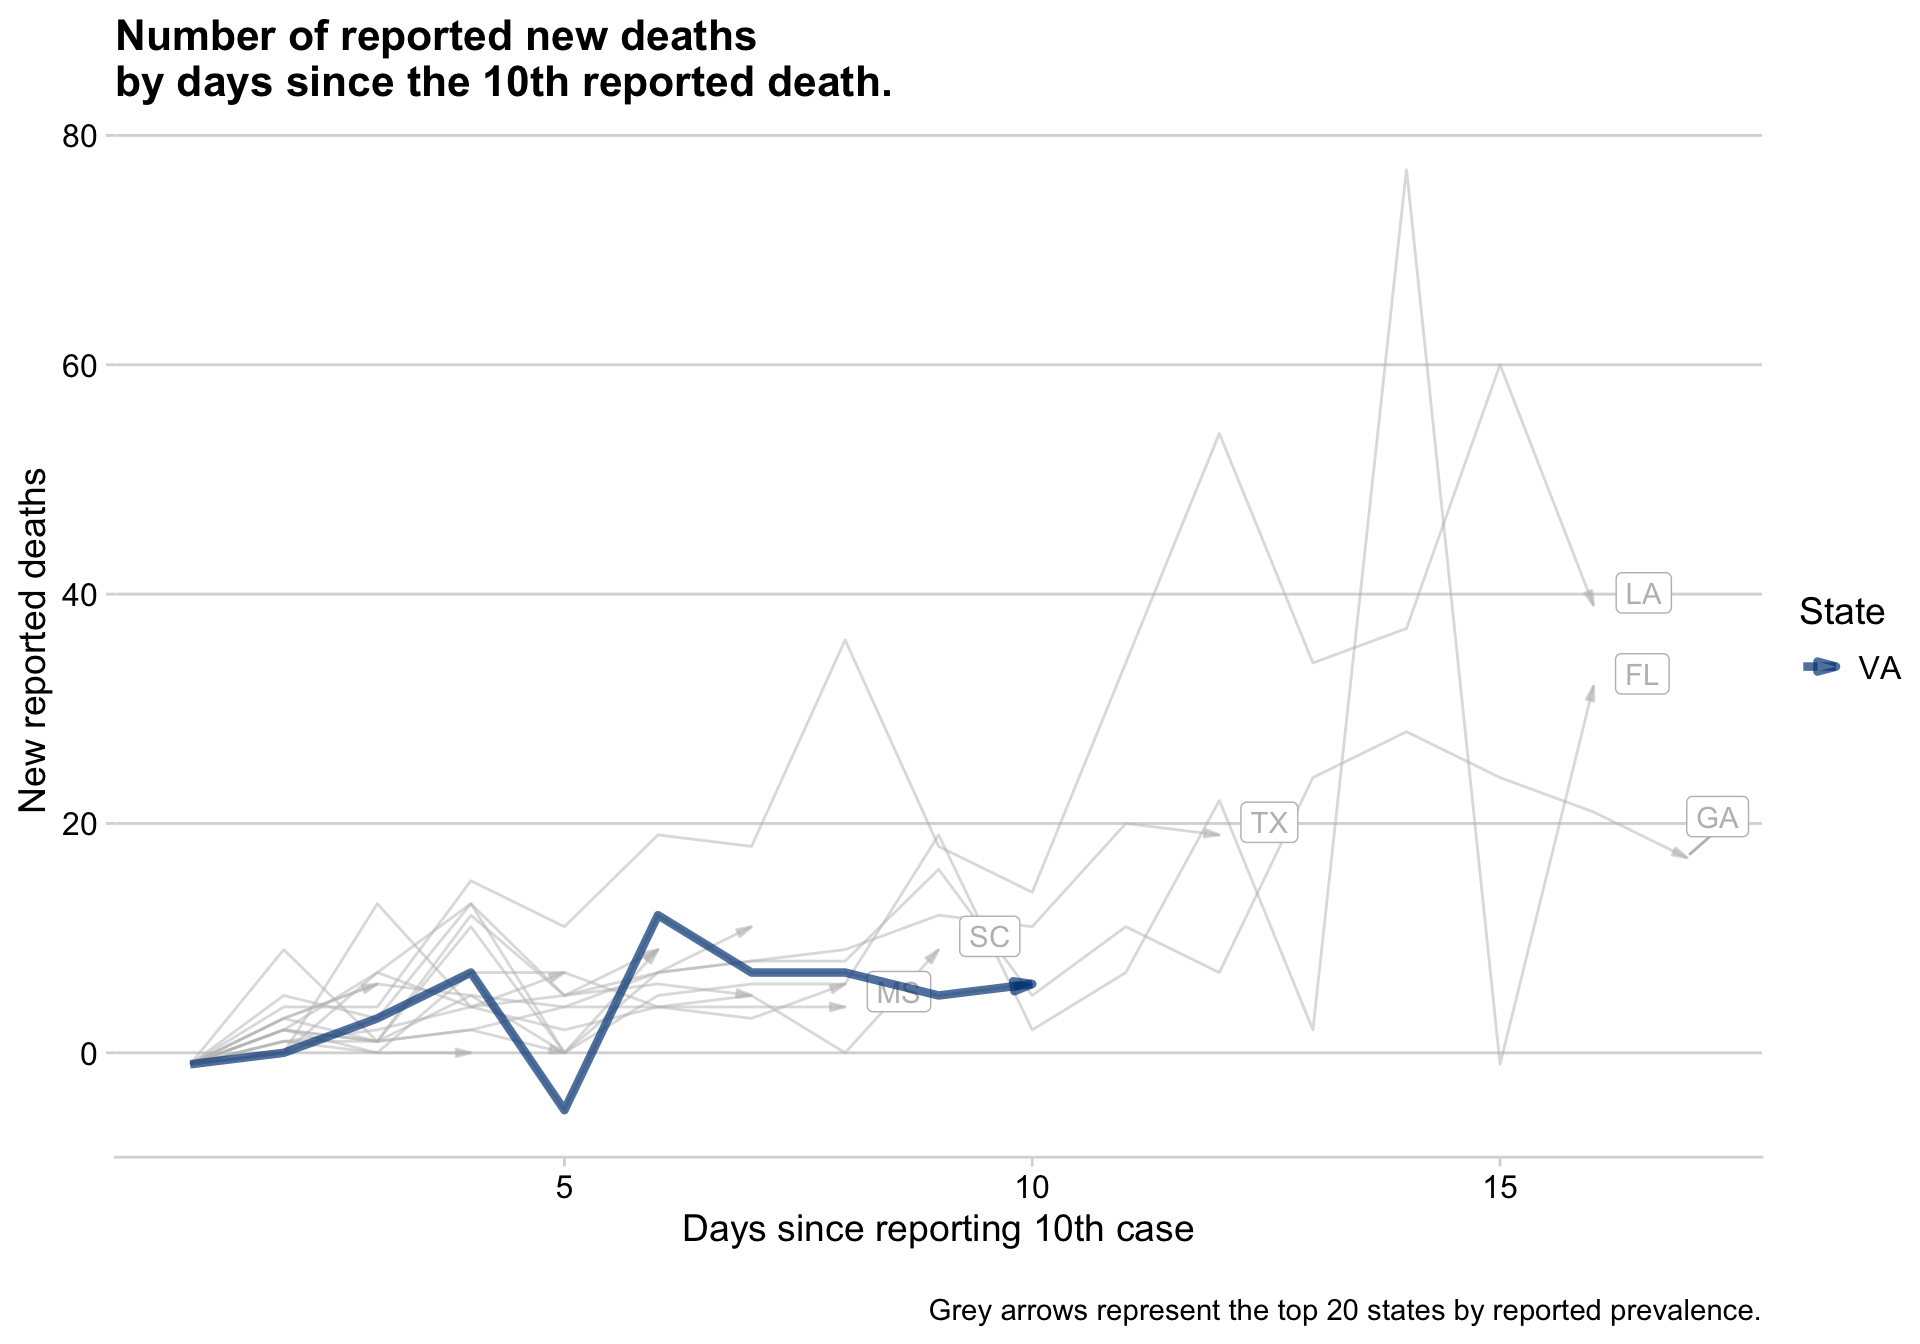 Number of reported new deaths
by days since the 10th reported death.
80
60
40
20
0
New reported deaths
LA
FL
GA
TX
SC
MS
State
VA
5
10
15
Days since reporting 10th case
Grey arrows represent the top 20 states by reported prevalence.